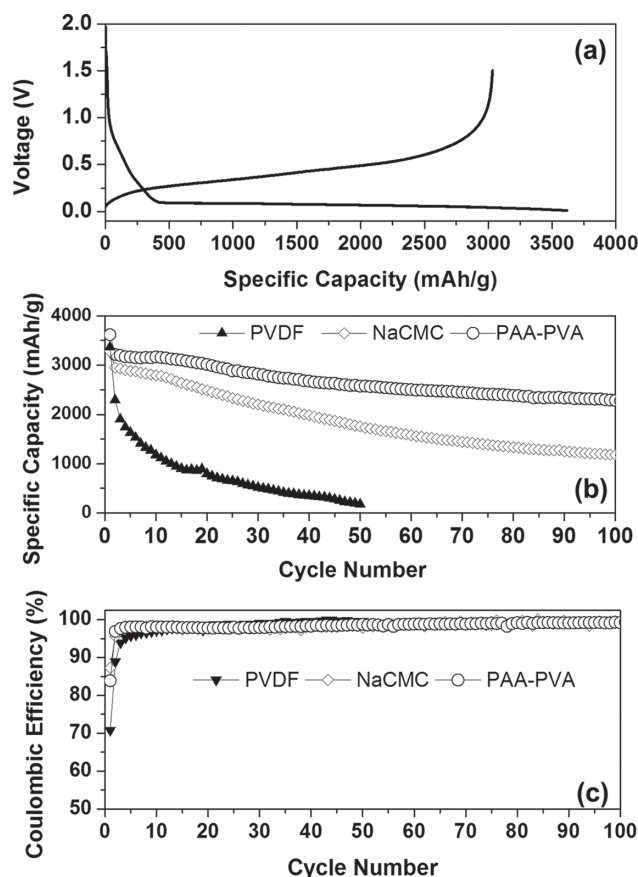 (a)
Voltage (V)
2.0
1.5
1.0
0.5
0.0
0 500 1000 1500 2000 2500 3000 3500 4000
Specific Capacity (mAh/g)
PVDF NaCMC PAA-PVA
(b)
Specific Capacity (mAh/g)
4000
3000
2000
1000
0
0 10 20 30 40 50 60 70 80 90 100
Cycle Number
PVDF NaCMC PAA-PVA
(c)
Coulombic Efficiency (%)
100
90
80
70
60
50
0 10 20 30 40 50 60 70 80 90 100
Cycle Number